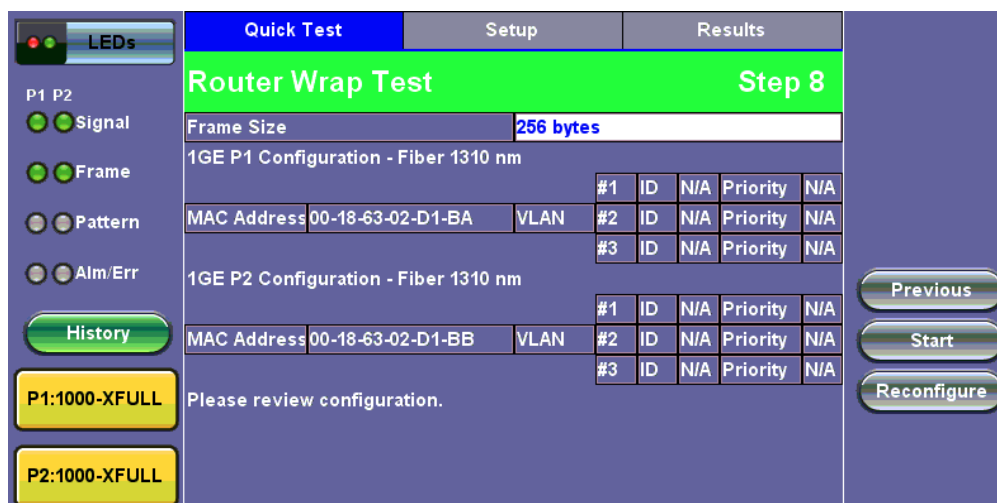 LEDs
P1 P2
Signal
Frame
Pattern
Alm/Err
History
P1:1000-XFULL
P2:1000-XFULL
Quick Test Setup Results
Router Wrap Test Step 8
Frame Size 256 bytes
1GE P1 Configuration - Fiber 1310 nm
#1 ID N/A Priority N/A
MAC Address 00-18-63-02-D1-BA VLAN #2 ID N/A Priority N/A
#3 ID N/A Priority N/A
1GE P2 Configuration - Fiber 1310 nm
#1 ID N/A Priority N/A
MAC Address 00-18-63-02-D1-BB VLAN #2 ID N/A Priority N/A
#3 ID N/A Priority N/A
Please review configuration.
Previous
Start
Reconfigure